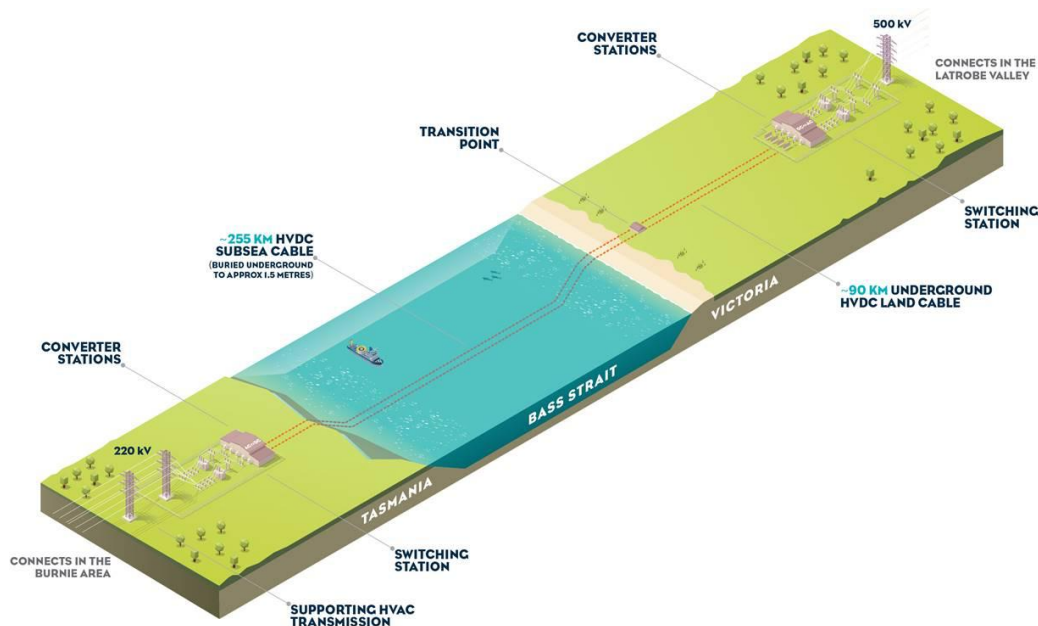 500 kV
CONVERTER
STATIONS
CONNECTS IN THE
LATROBE VALLEY
TRANSITION
POINT
SWITCHING
STATION
~255 KM HVDC
SUBSEA CABLE
(BURIED UNDERGROUND
TO APPROX 1.5 METRES)
~90 KM UNDERGROUND
HVDC LAND CABLE
VICTORIA
CONVERTER
STATIONS
BASS STRAIT
220 kV
TASMANIA
CONNECTS IN THE
BURNIE AREA
SWITCHING
STATION
SUPPORTING HVAC
TRANSMISSION